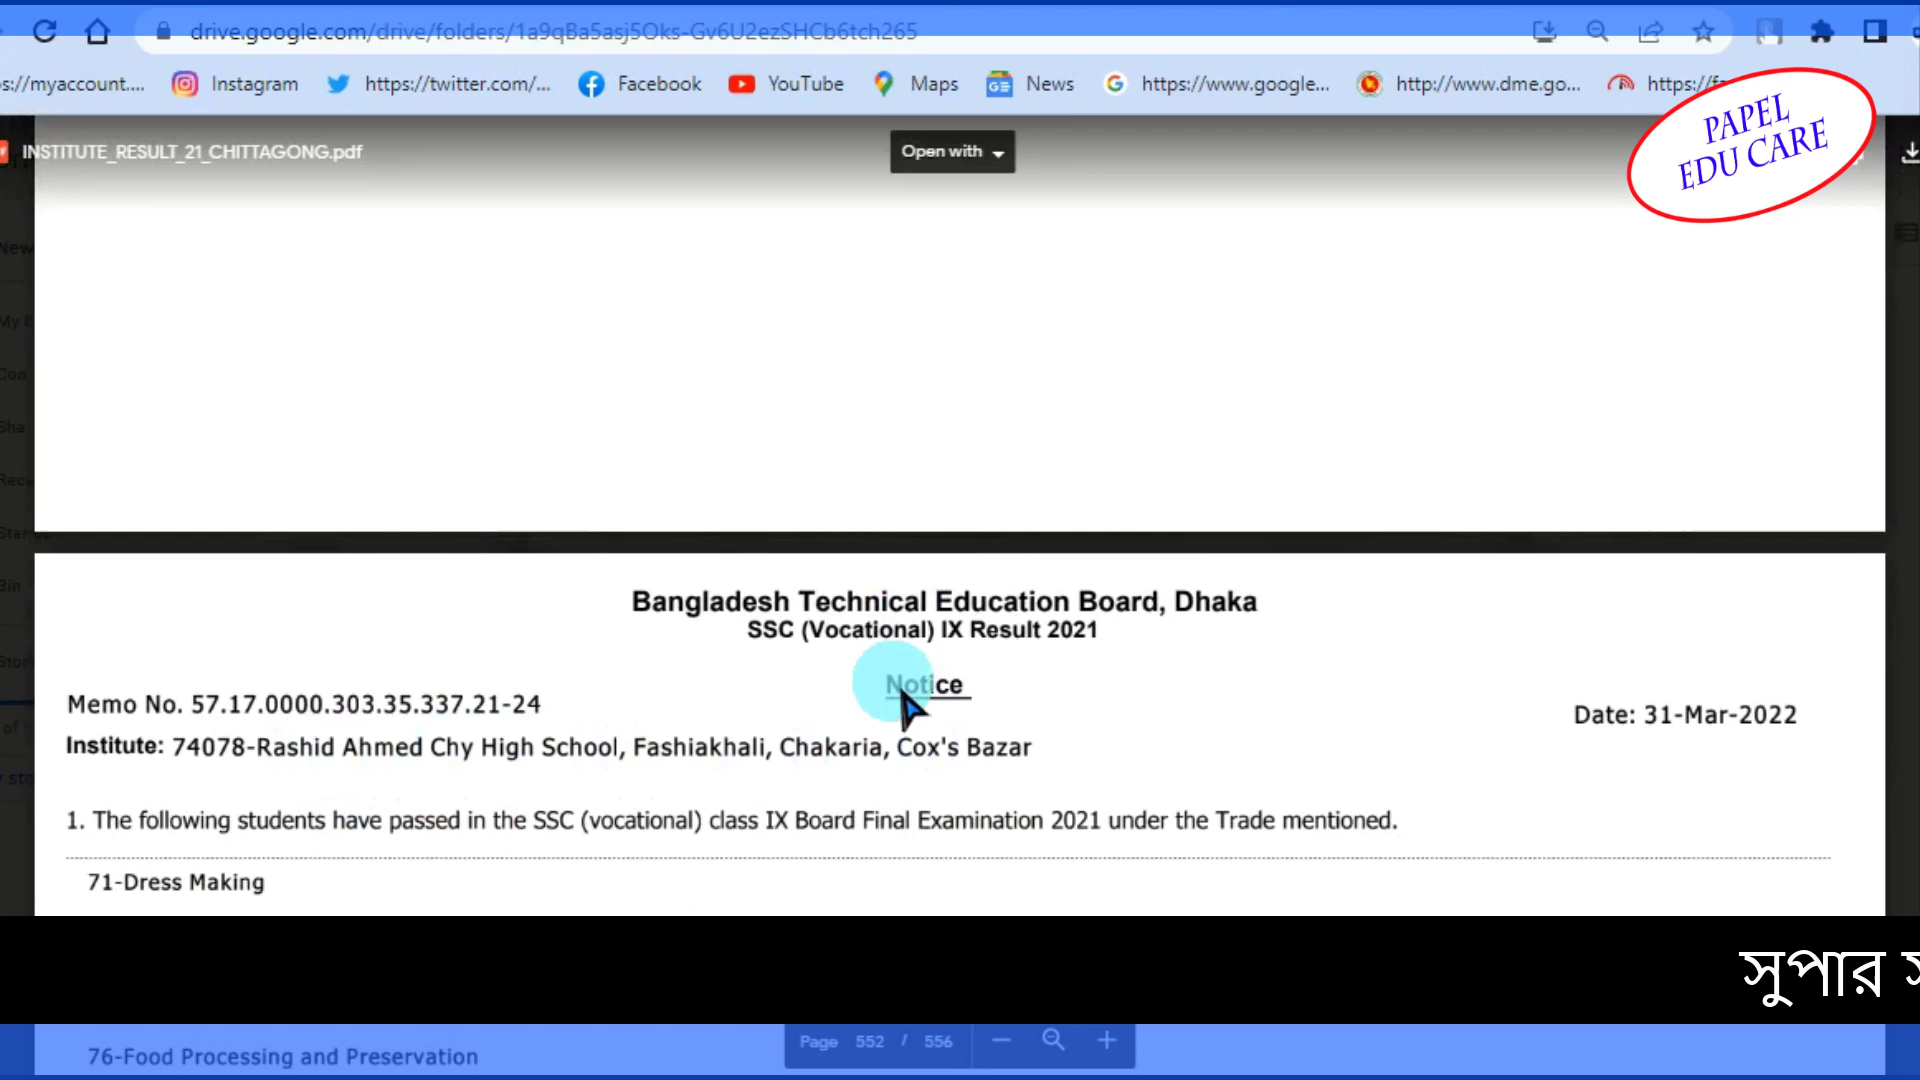 drive.google.com/drive/folders/1a9qBa5asj5Oks-Gv6U2ezSHCb6tch265
s://myaccount.... Instagram https://twitter.com/... Facebook YouTube Maps News https://www.google... http://www.dme.go... https://f
PAPEL
EDU CARE
INSTITUTE_RESULT_21_CHITTAGONG.pdf Open with
New
Bin
Bangladesh Technical Education Board, Dhaka
SSC (Vocational) IX Result 2021
Notice
Memo No. 57.17.0000.303.35.337.21-24
Date: 31-Mar-2022
Institute: 74078-Rashid Ahmed Chy High School, Fashiakhali, Chakaria, Cox's Bazar
1. The following students have passed in the SSC (vocational) class IX Board Final Examination 2021 under the Trade mentioned.
71-Dress Making
সুপার
76-Food Processing and Preservation
Page 552 / 556